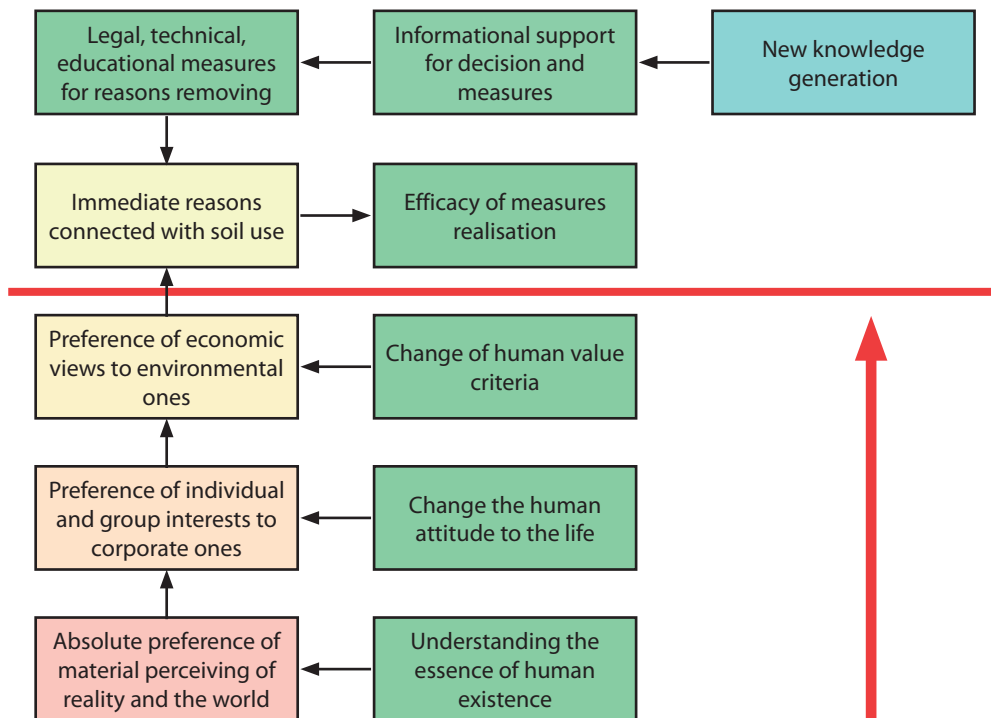 Legal, technical,
educational measures
for reasons removing
Informational support
for decision and
measures
New knowledge
generation
Immediate reasons
connected with soil use
Efficacy of measures
realisation
Preference of economic
views to environmental
ones
Change of human value
criteria
Preference of individual
and group interests to
corporate ones
Change the human
attitude to the life
Absolute preference of
material perceiving of
reality and the world
Understanding the
essence of human
existence